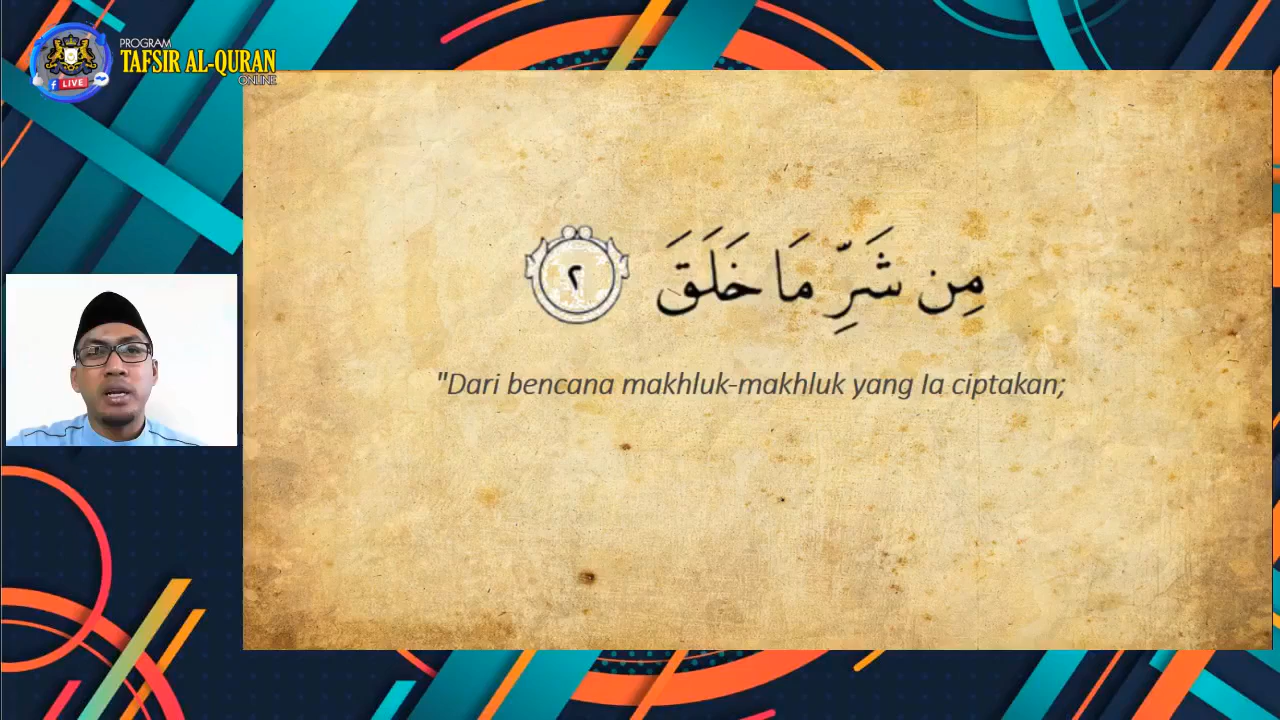 PROGRAM
TAFSIR AL-QURAN
ONLINE
f LIVE
مِن شَرِّ مَا خَلَقَ ٢
"Dari bencana makhluk-makhluk yang Ia ciptakan;